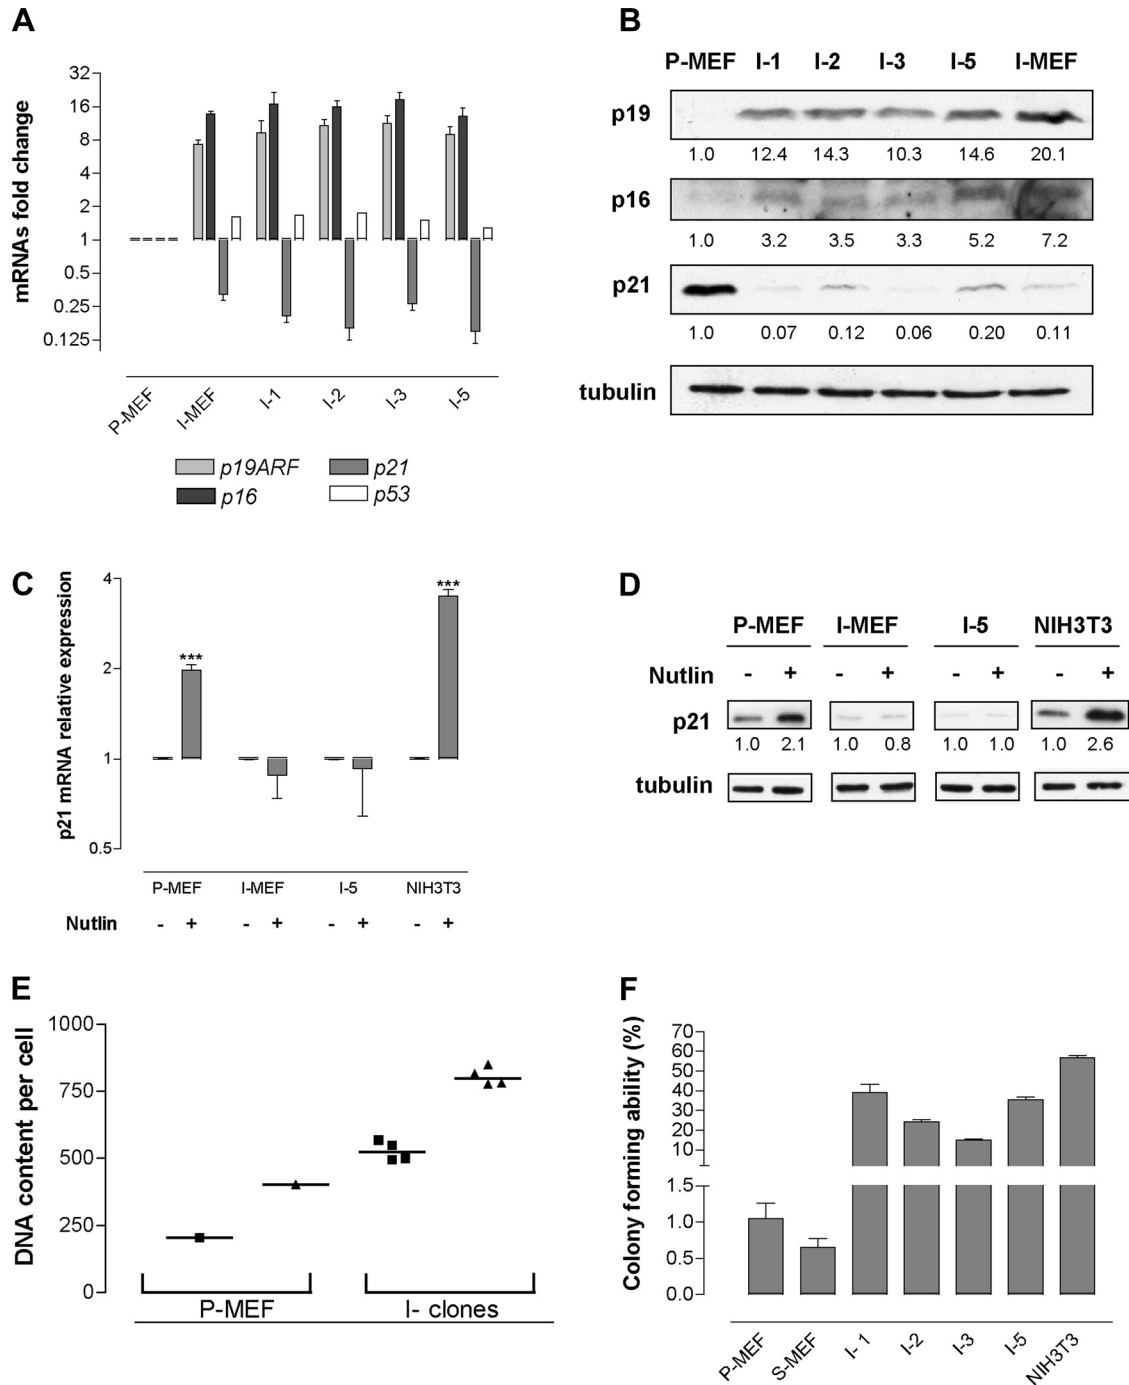 A
mRNAs fold change
32
16
8
4
2
1
0.5
0.25
0.125
P-MEF
I-MEF
I-1
I-2
I-3
I-5
p19ARF
p21
p16
p53
B
P-MEF I-1 I-2 I-3 I-5 I-MEF
p19
1.0 12.4 14.3 10.3 14.6 20.1
p16
1.0 3.2 3.5 3.3 5.2 7.2
p21
1.0 0.07 0.12 0.06 0.20 0.11
tubulin
C
p21 mRNA relative expression
4
2
1
0.5
***
***
P-MEF I-MEF I-5 NIH3T3
Nutlin - + - + - + - +
D
P-MEF I-MEF I-5 NIH3T3
Nutlin - + - + - + - +
p21
1.0 2.1 1.0 0.8 1.0 1.0 1.0 2.6
tubulin
E
DNA content per cell
1000
750
500
250
0
P-MEF I- clones
F
Colony forming ability (%)
70
60
50
40
30
20
10
1.5
1.0
0.5
0.0
P-MEF
S-MEF
I- 1
I-2
I-3
I-5
NIH3T3